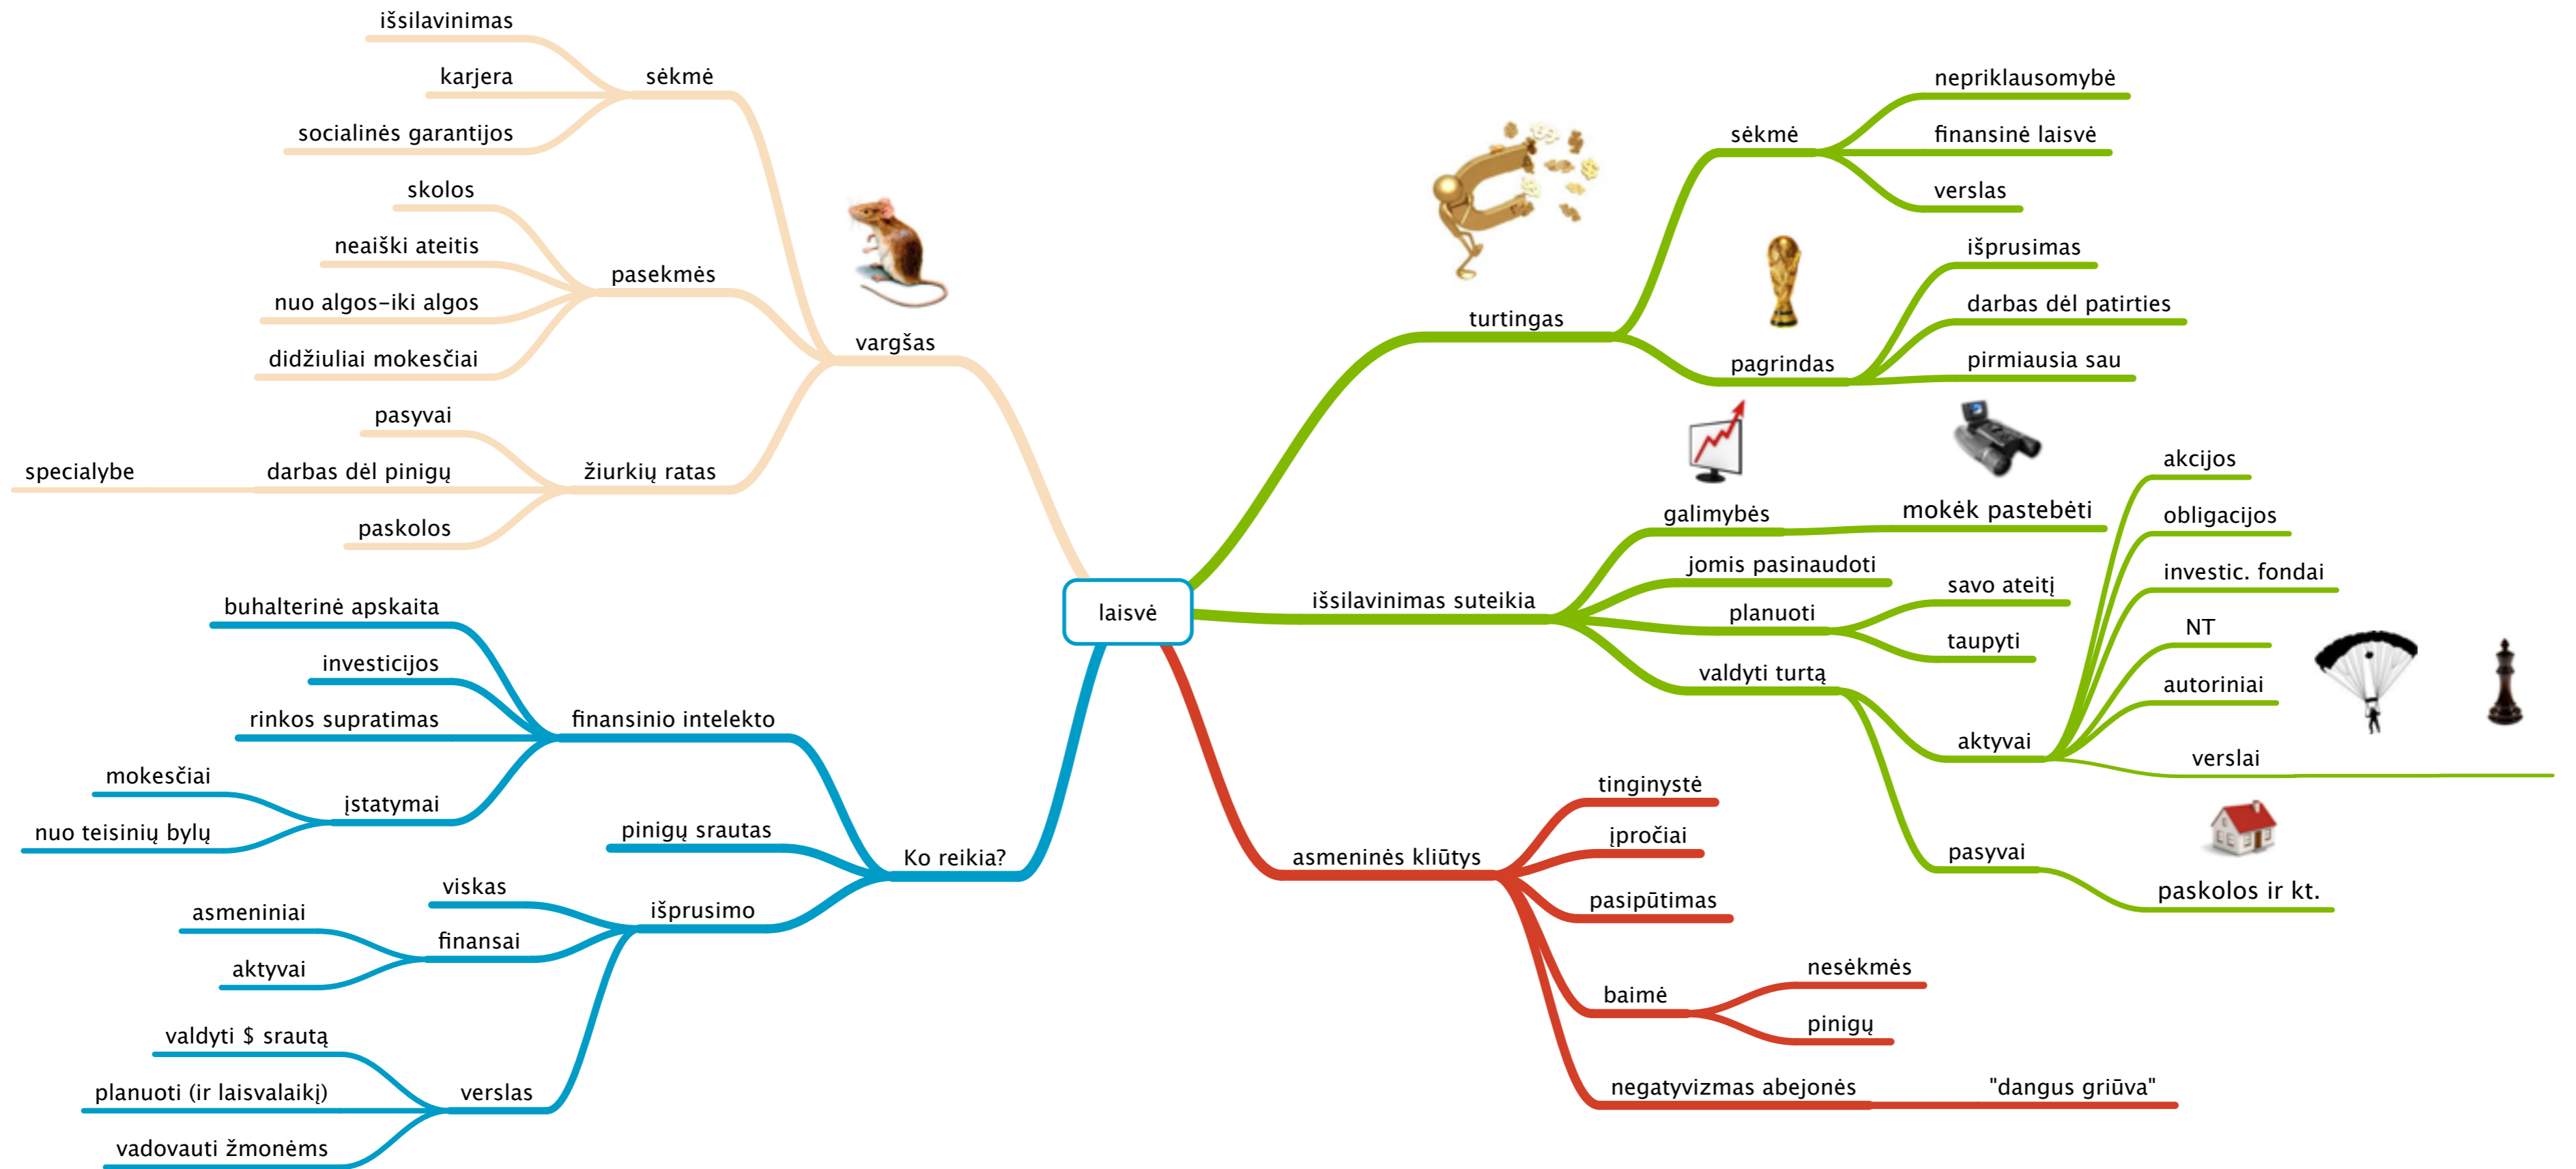 laisvė
vargšas
sėkmė
išsilavinimas
karjera
socialinės garantijos
pasekmės
skolos
neaiški ateitis
nuo algos-iki algos
didžiuliai mokesčiai
žiurkių ratas
pasyvai
darbas dėl pinigų
specialybe
paskolos
turtingas
sėkmė
nepriklausomybė
finansinė laisvė
verslas
pagrindas
išprusimas
darbas dėl patirties
pirmiausia sau
išsilavinimas suteikia
galimybės
mokėk pastebėti
jomis pasinaudoti
planuoti
savo ateitį
taupyti
valdyti turtą
aktyvai
akcijos
obligacijos
investic. fondai
NT
autoriniai
verslai
pasyvai
paskolos ir kt.
asmeninės kliūtys
tinginystė
įpročiai
pasipūtimas
baimė
nesėkmės
pinigų
negatyvizmas abejonės
"dangus griūva"
Ko reikia?
finansinio intelekto
buhalterinė apskaita
investicijos
rinkos supratimas
įstatymai
mokesčiai
nuo teisinių bylų
pinigų srautas
išprusimo
viskas
finansai
asmeniniai
aktyvai
verslas
valdyti $ srautą
planuoti (ir laisvalaikį)
vadovauti žmonėms